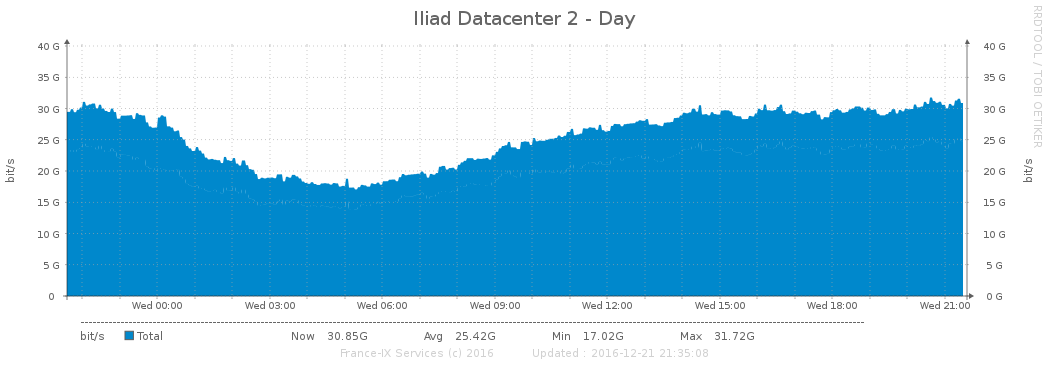 Iliad Datacenter 2 - Day
RRDTOOL / TOBI OETIKER
bit/s
40 G 40 G
35 G 35 G
30 G 30 G
25 G 25 G
20 G 20 G
15 G 15 G
10 G 10 G
5 G 5 G
0 0 G
bit/s
Wed 00:00 Wed 03:00 Wed 06:00 Wed 09:00 Wed 12:00 Wed 15:00 Wed 18:00 Wed 21:00
bit/s Total Now 30.85G Avg 25.42G Min 17.02G Max 31.72G
France-IX Services (c) 2016 Updated : 2016-12-21 21:35:08